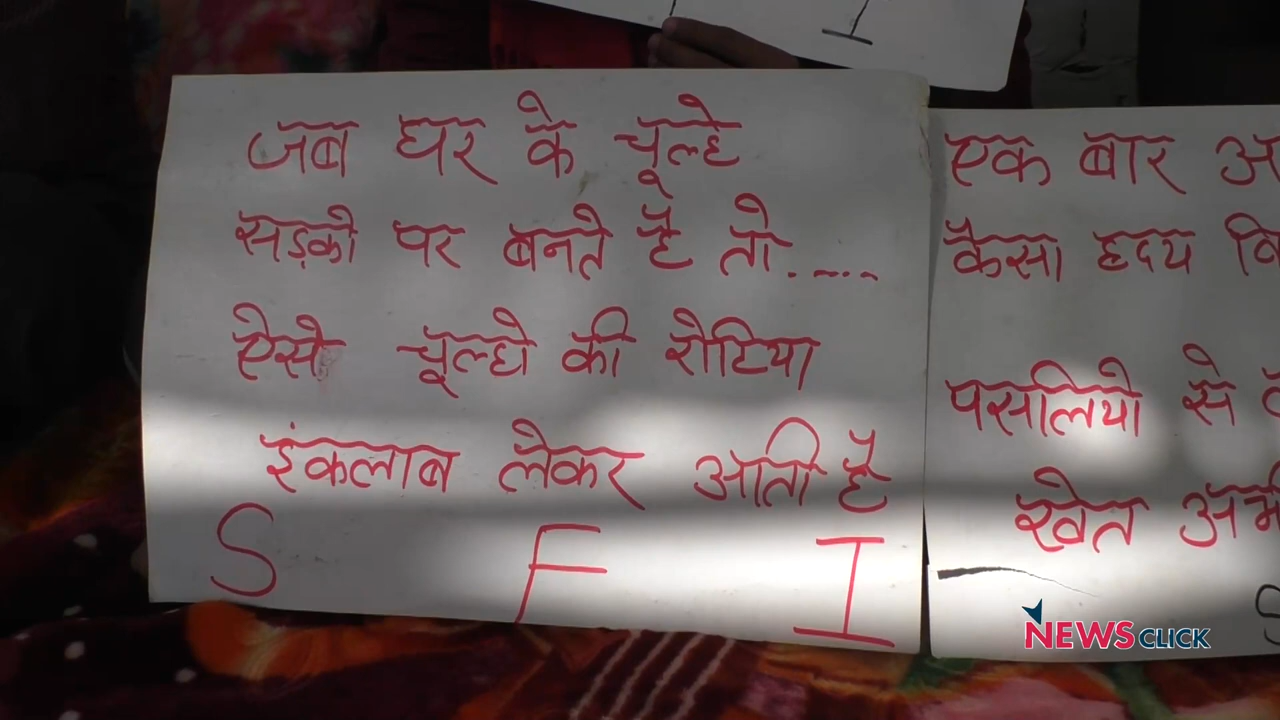 जब घर के चूल्हे
सड़को पर बनते है तो.....
ऐसे चूल्हो की रोटिया
इंकलाब लेकर आती है
S F I
एक बार
कैसा हृदय
पसलियो से
खेत
NEWSCLICK